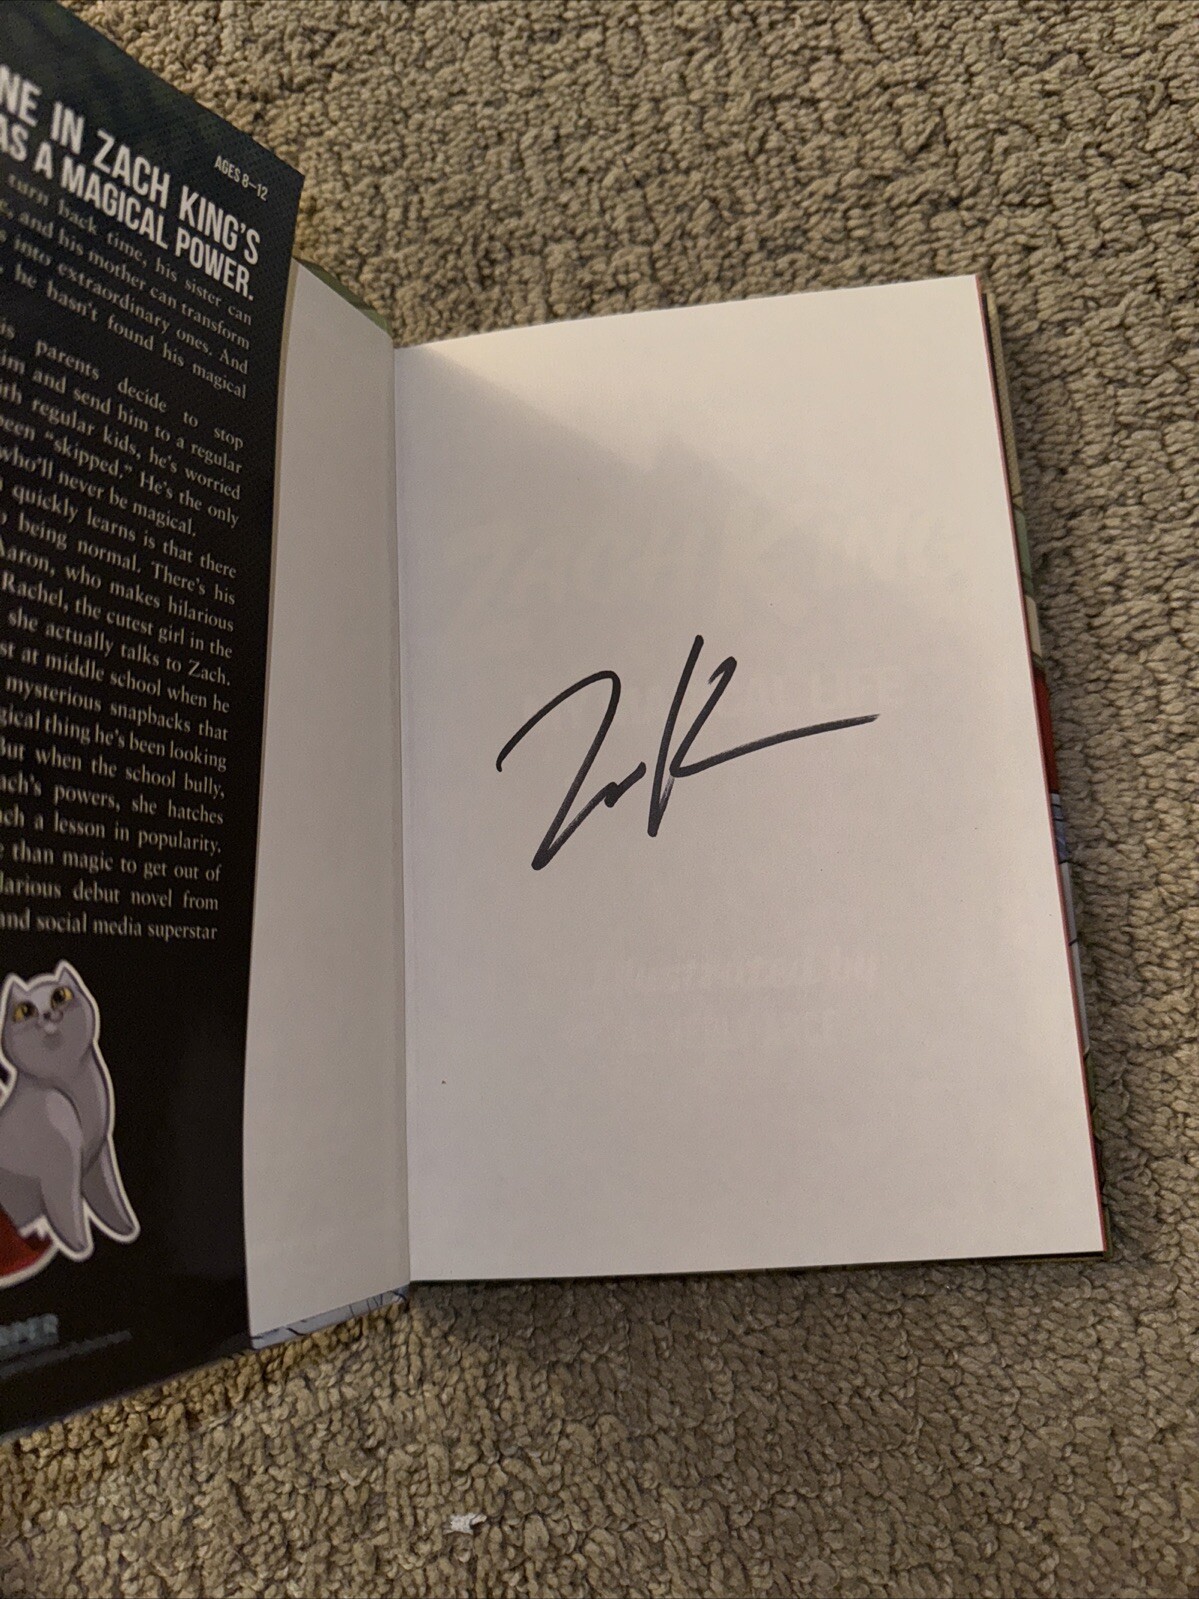 NE IN ZACH KING'S
AS A MAGICAL POWER.
AGES 8–12
turn back time, his sister can
, and his mother can transform
into extraordinary ones. And
, he hasn't found his magical
is parents decide to stop
im and send him to a regular
ith regular kids, he's worried
been "skipped." He's the only
who'll never be magical.
quickly learns is that there
being normal. There's his
Aaron, who makes hilarious
Rachel, the cutest girl in the
she actually talks to Zach.
st at middle school when he
mysterious snapbacks that
gical thing he's been looking
But when the school bully,
ach's powers, she hatches
ach a lesson in popularity.
than magic to get out of
larious debut novel from
and social media superstar